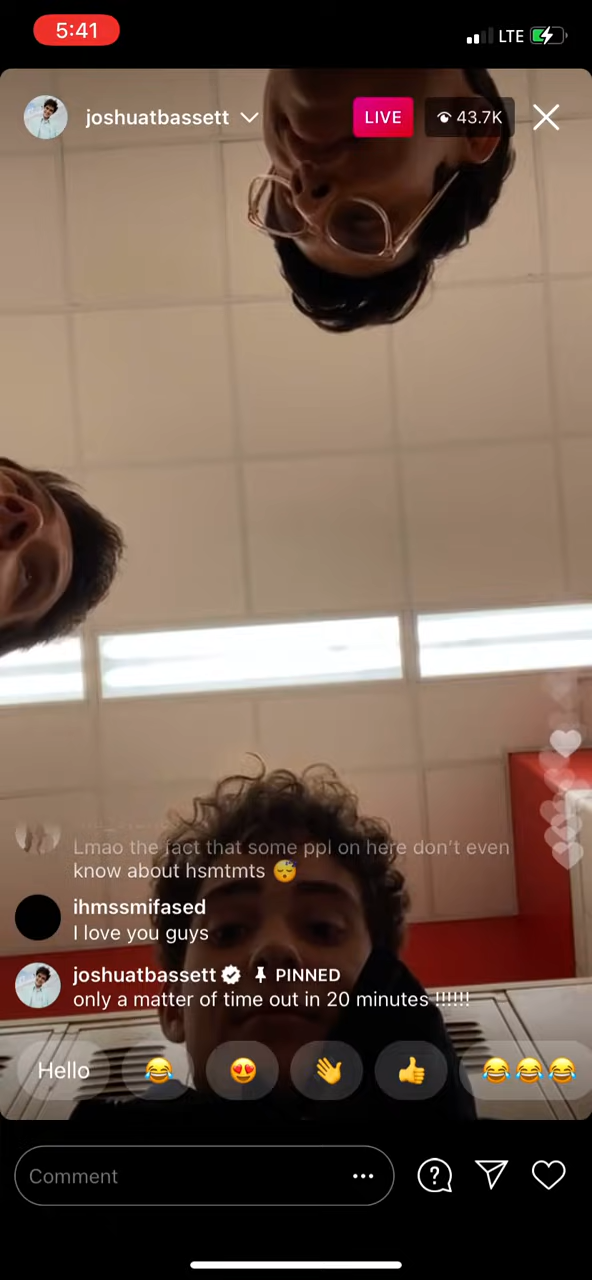 5:41
LTE
joshuatbassett
LIVE
43.7K
Lmao the fact that some ppl on here don't even
know about hsmtmts 😴
ihmssmifased
I love you guys
joshuatbassett PINNED
only a matter of time out in 20 minutes !!!!!!
Hello 😂 😍 👋 👍 😂😂😂
Comment